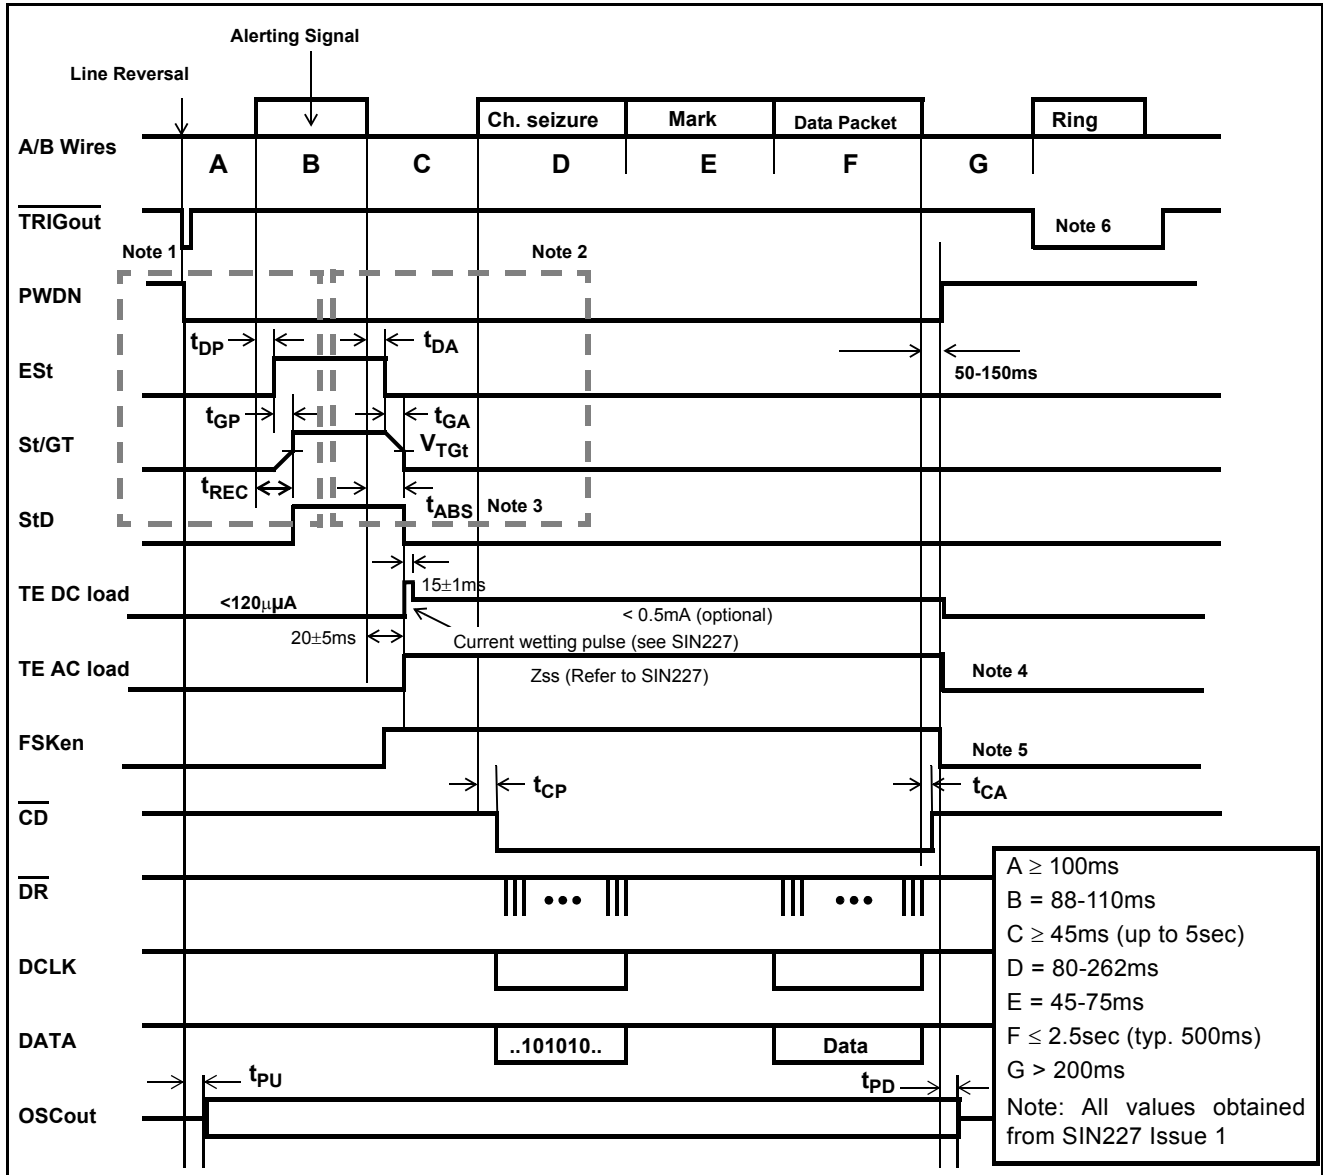 Alerting Signal
Line Reversal
Ch. seizure Mark Data Packet Ring
A/B Wires
A B C D E F G
TRIGout
Note 6
Note 1 Note 2
PWDN
tDP tDA
ESt
50-150ms
tGP tGA
St/GT VTGt
tREC
tABS Note 3
StD
15±1ms
TE DC load
<120µµA
< 0.5mA (optional)
20±5ms
Current wetting pulse (see SIN227)
TE AC load
Zss (Refer to SIN227)
Note 4
FSKen
Note 5
tCP tCA
CD
DR
••• •••
DCLK
DATA
..101010.. Data
tPU tPD
OSCout
A ≥ 100ms
B = 88-110ms
C ≥ 45ms (up to 5sec)
D = 80-262ms
E = 45-75ms
F ≤ 2.5sec (typ. 500ms)
G > 200ms
Note: All values obtained
from SIN227 Issue 1